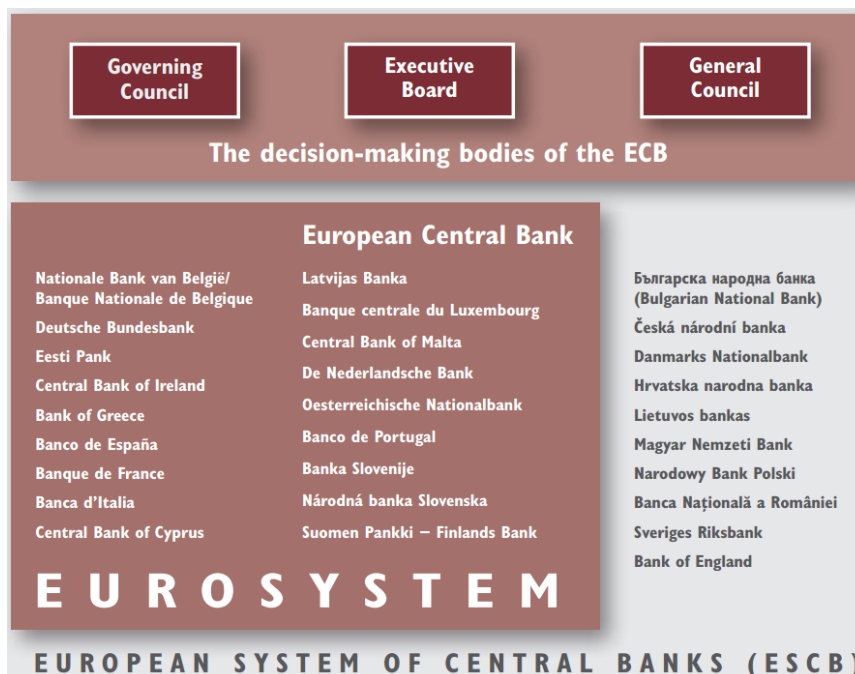 Governing
Council
Executive
Board
General
Council
The decision-making bodies of the ECB
European Central Bank
Nationale Bank van België/
Banque Nationale de Belgique
Deutsche Bundesbank
Eesti Pank
Central Bank of Ireland
Bank of Greece
Banco de España
Banque de France
Banca d’Italia
Central Bank of Cyprus
Latvijas Banka
Banque centrale du Luxembourg
Central Bank of Malta
De Nederlandsche Bank
Oesterreichische Nationalbank
Banco de Portugal
Banka Slovenije
Národná banka Slovenska
Suomen Pankki – Finlands Bank
EUROSYSTEM
Българска народна банка
(Bulgarian National Bank)
Česká národní banka
Danmarks Nationalbank
Hrvatska narodna banka
Lietuvos bankas
Magyar Nemzeti Bank
Narodowy Bank Polski
Banca Națională a României
Sveriges Riksbank
Bank of England
EUROPEAN SYSTEM OF CENTRAL BANKS (ESCB)